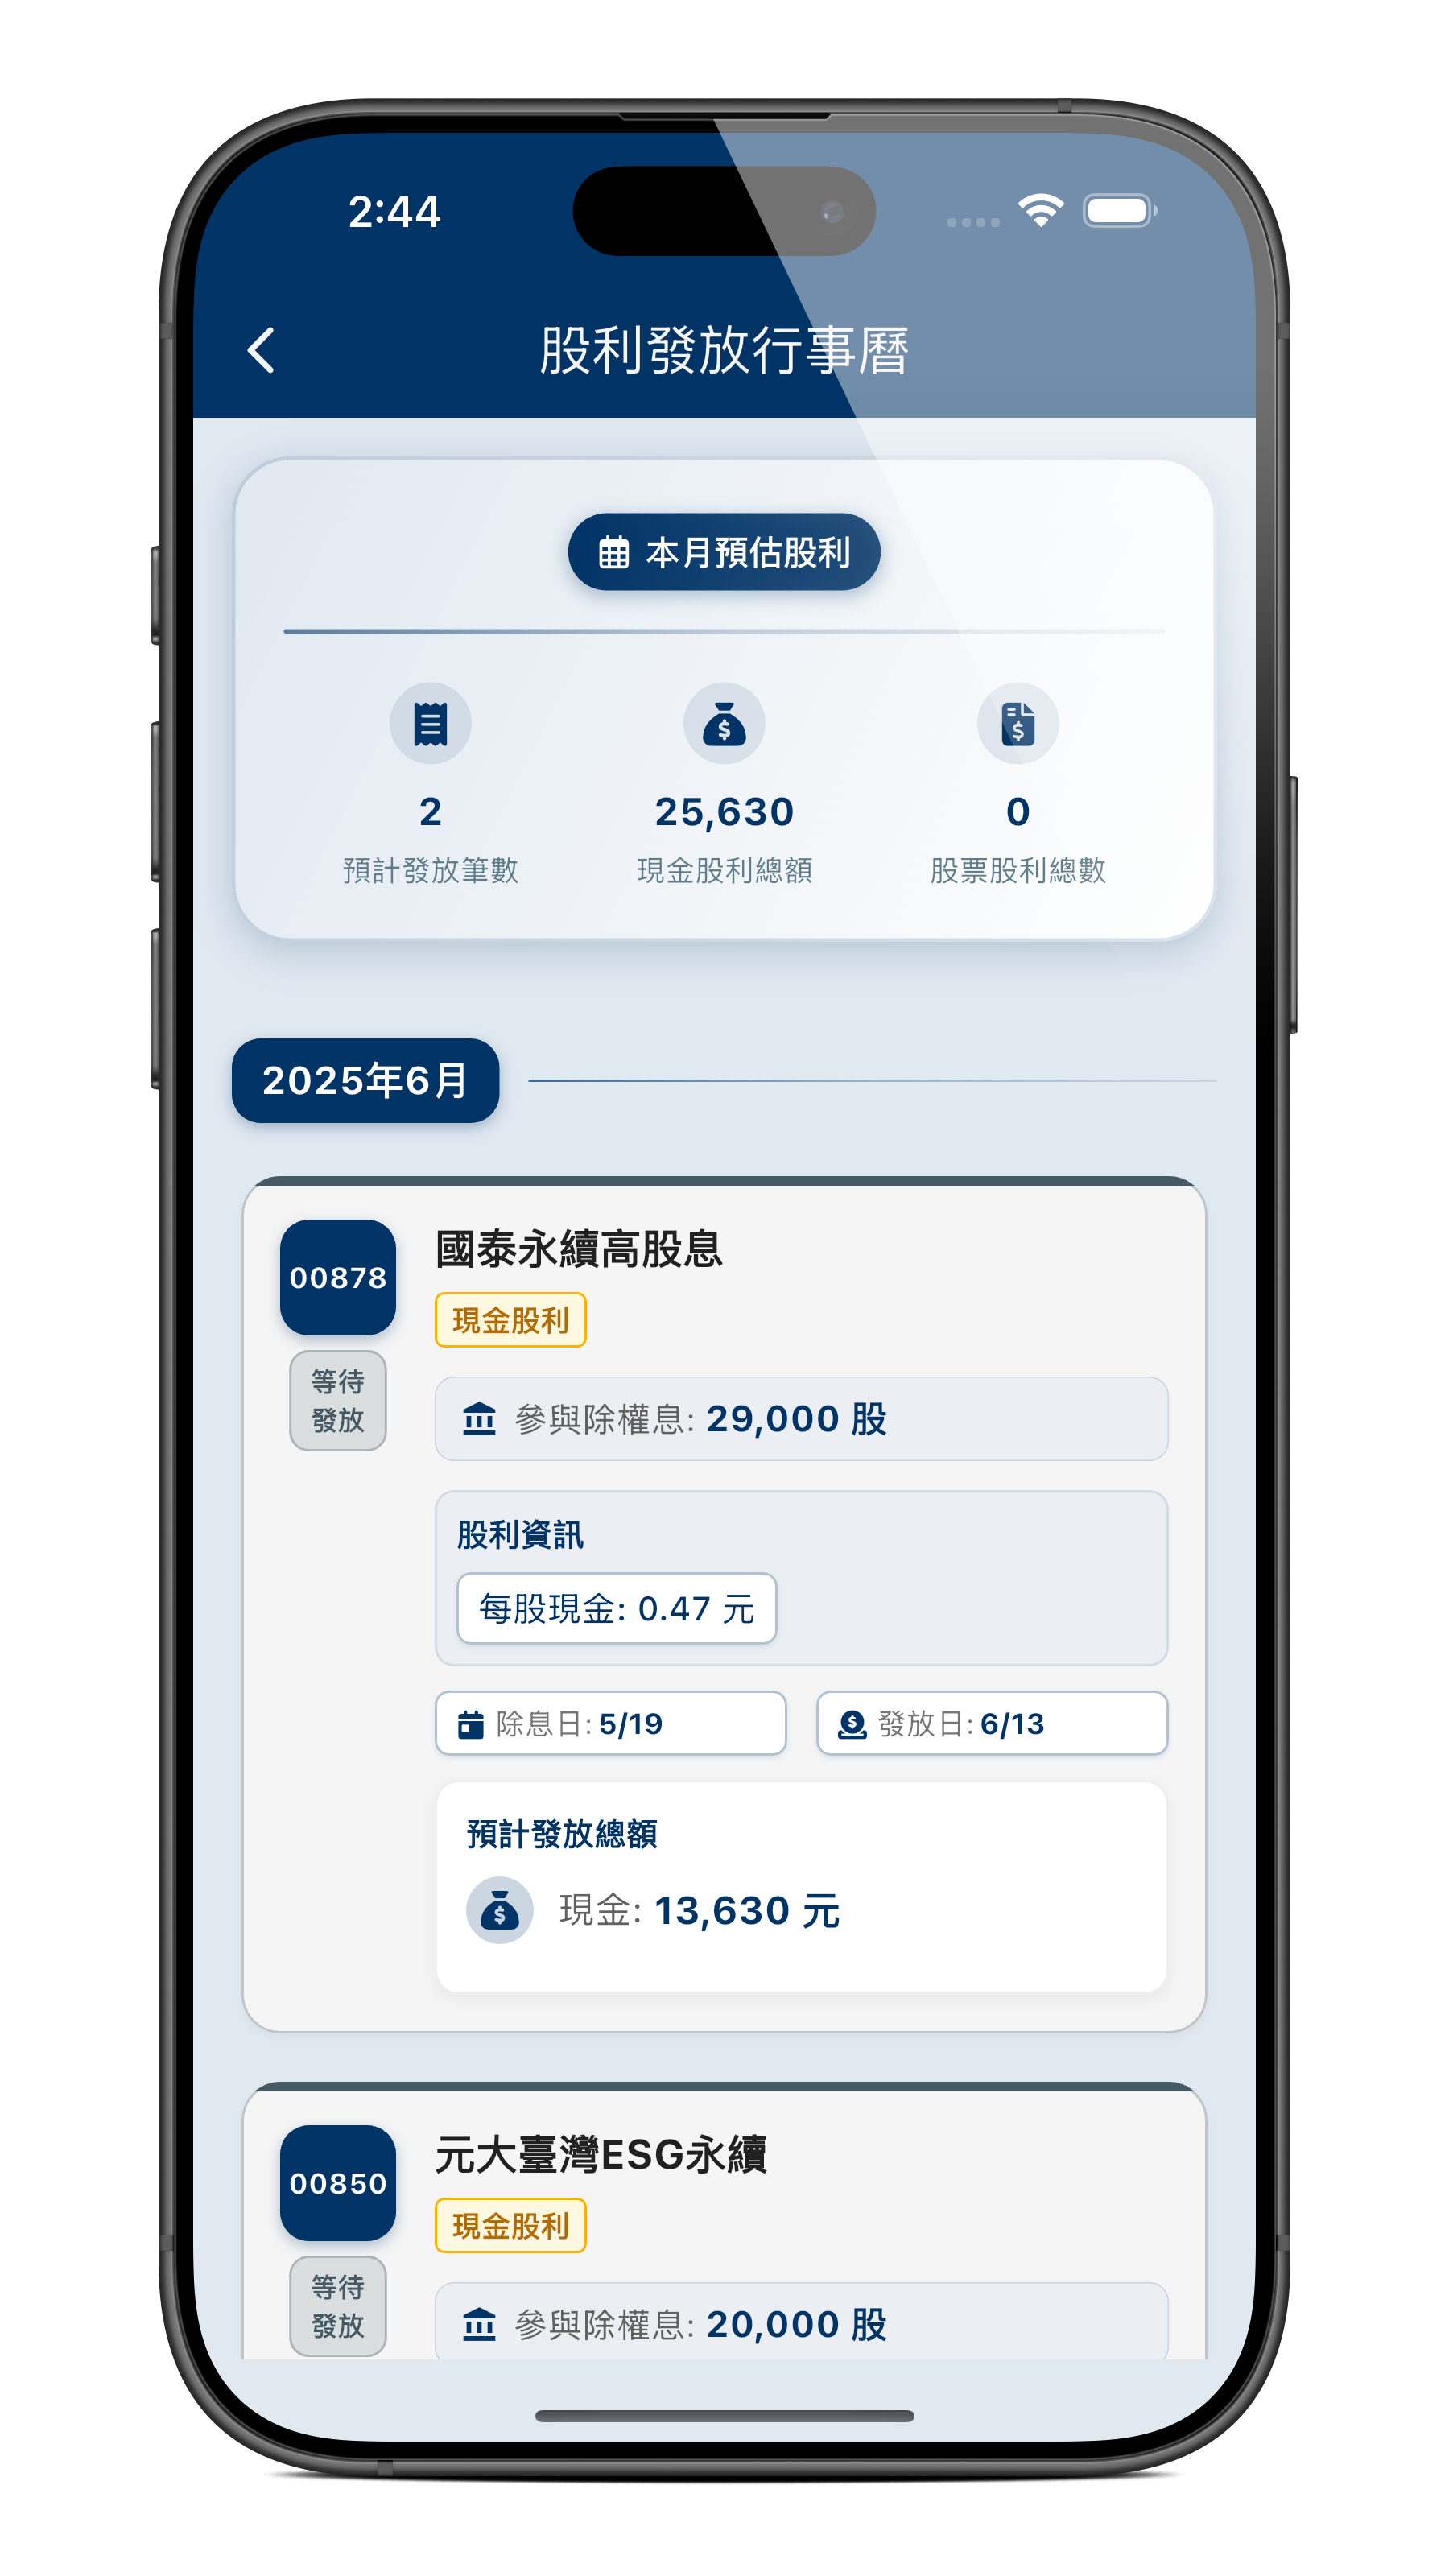 2:44
股利發放行事曆
本月預估股利
2
25,630
0
預計發放筆數
現金股利總額
股票股利總數
2025年6月
00878
國泰永續高股息
現金股利
等待
發放
參與除權息: 29,000 股
股利資訊
每股現金: 0.47 元
除息日: 5/19
發放日: 6/13
預計發放總額
現金: 13,630 元
00850
元大臺灣ESG永續
現金股利
等待
發放
參與除權息: 20,000 股